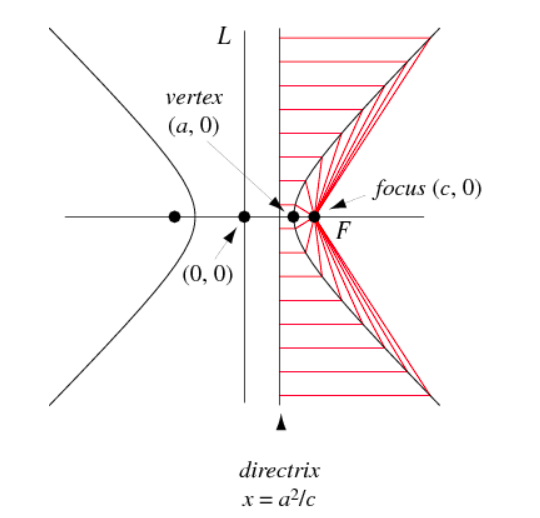 L
vertex
(a, 0)
focus (c, 0)
F
(0, 0)
directrix
x = a²/c